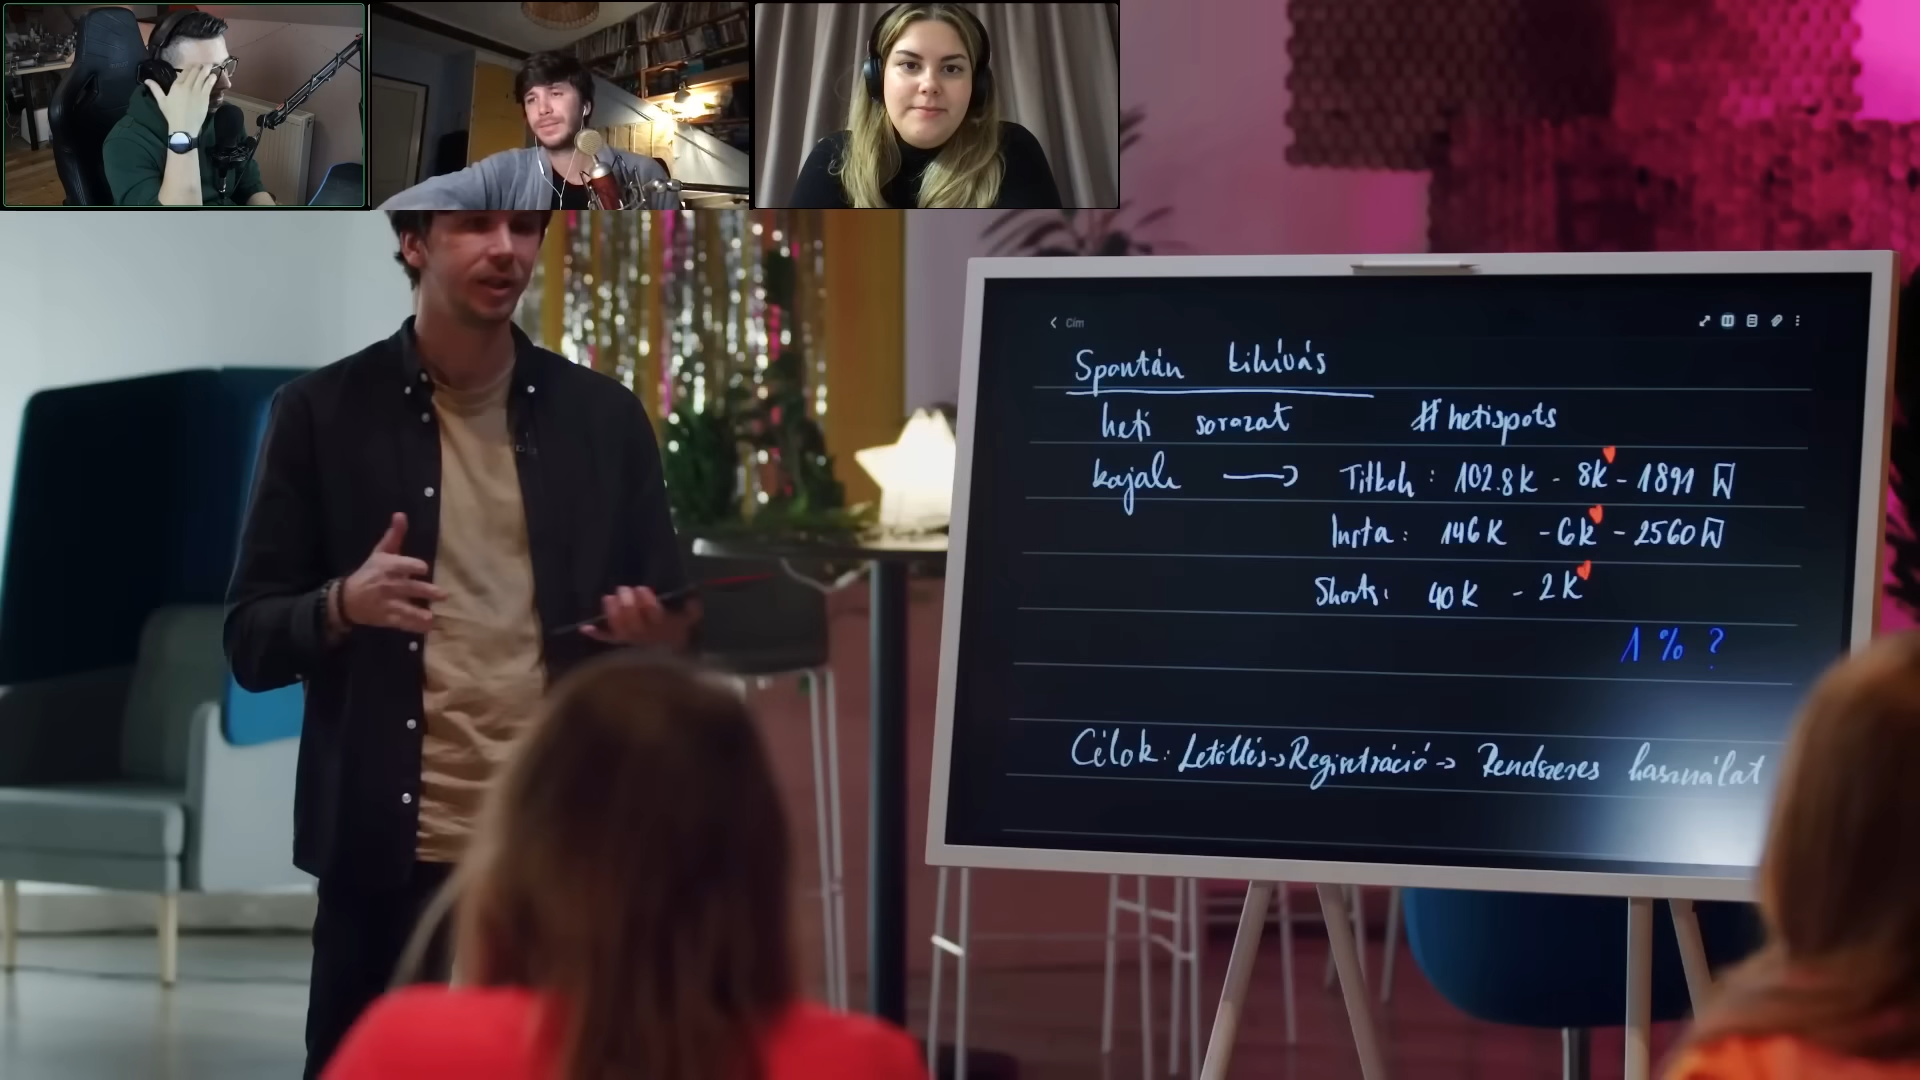 Cím
Spontán kihívás
heti sorozat #hetispots
kaják → Tiktok: 102.8K - 8K - 1891
Insta: 146K - 6K - 2560
Shorts: 40K - 2K
1 % ?
Célok: Letöltés → Regisztráció → Rendszeres használat